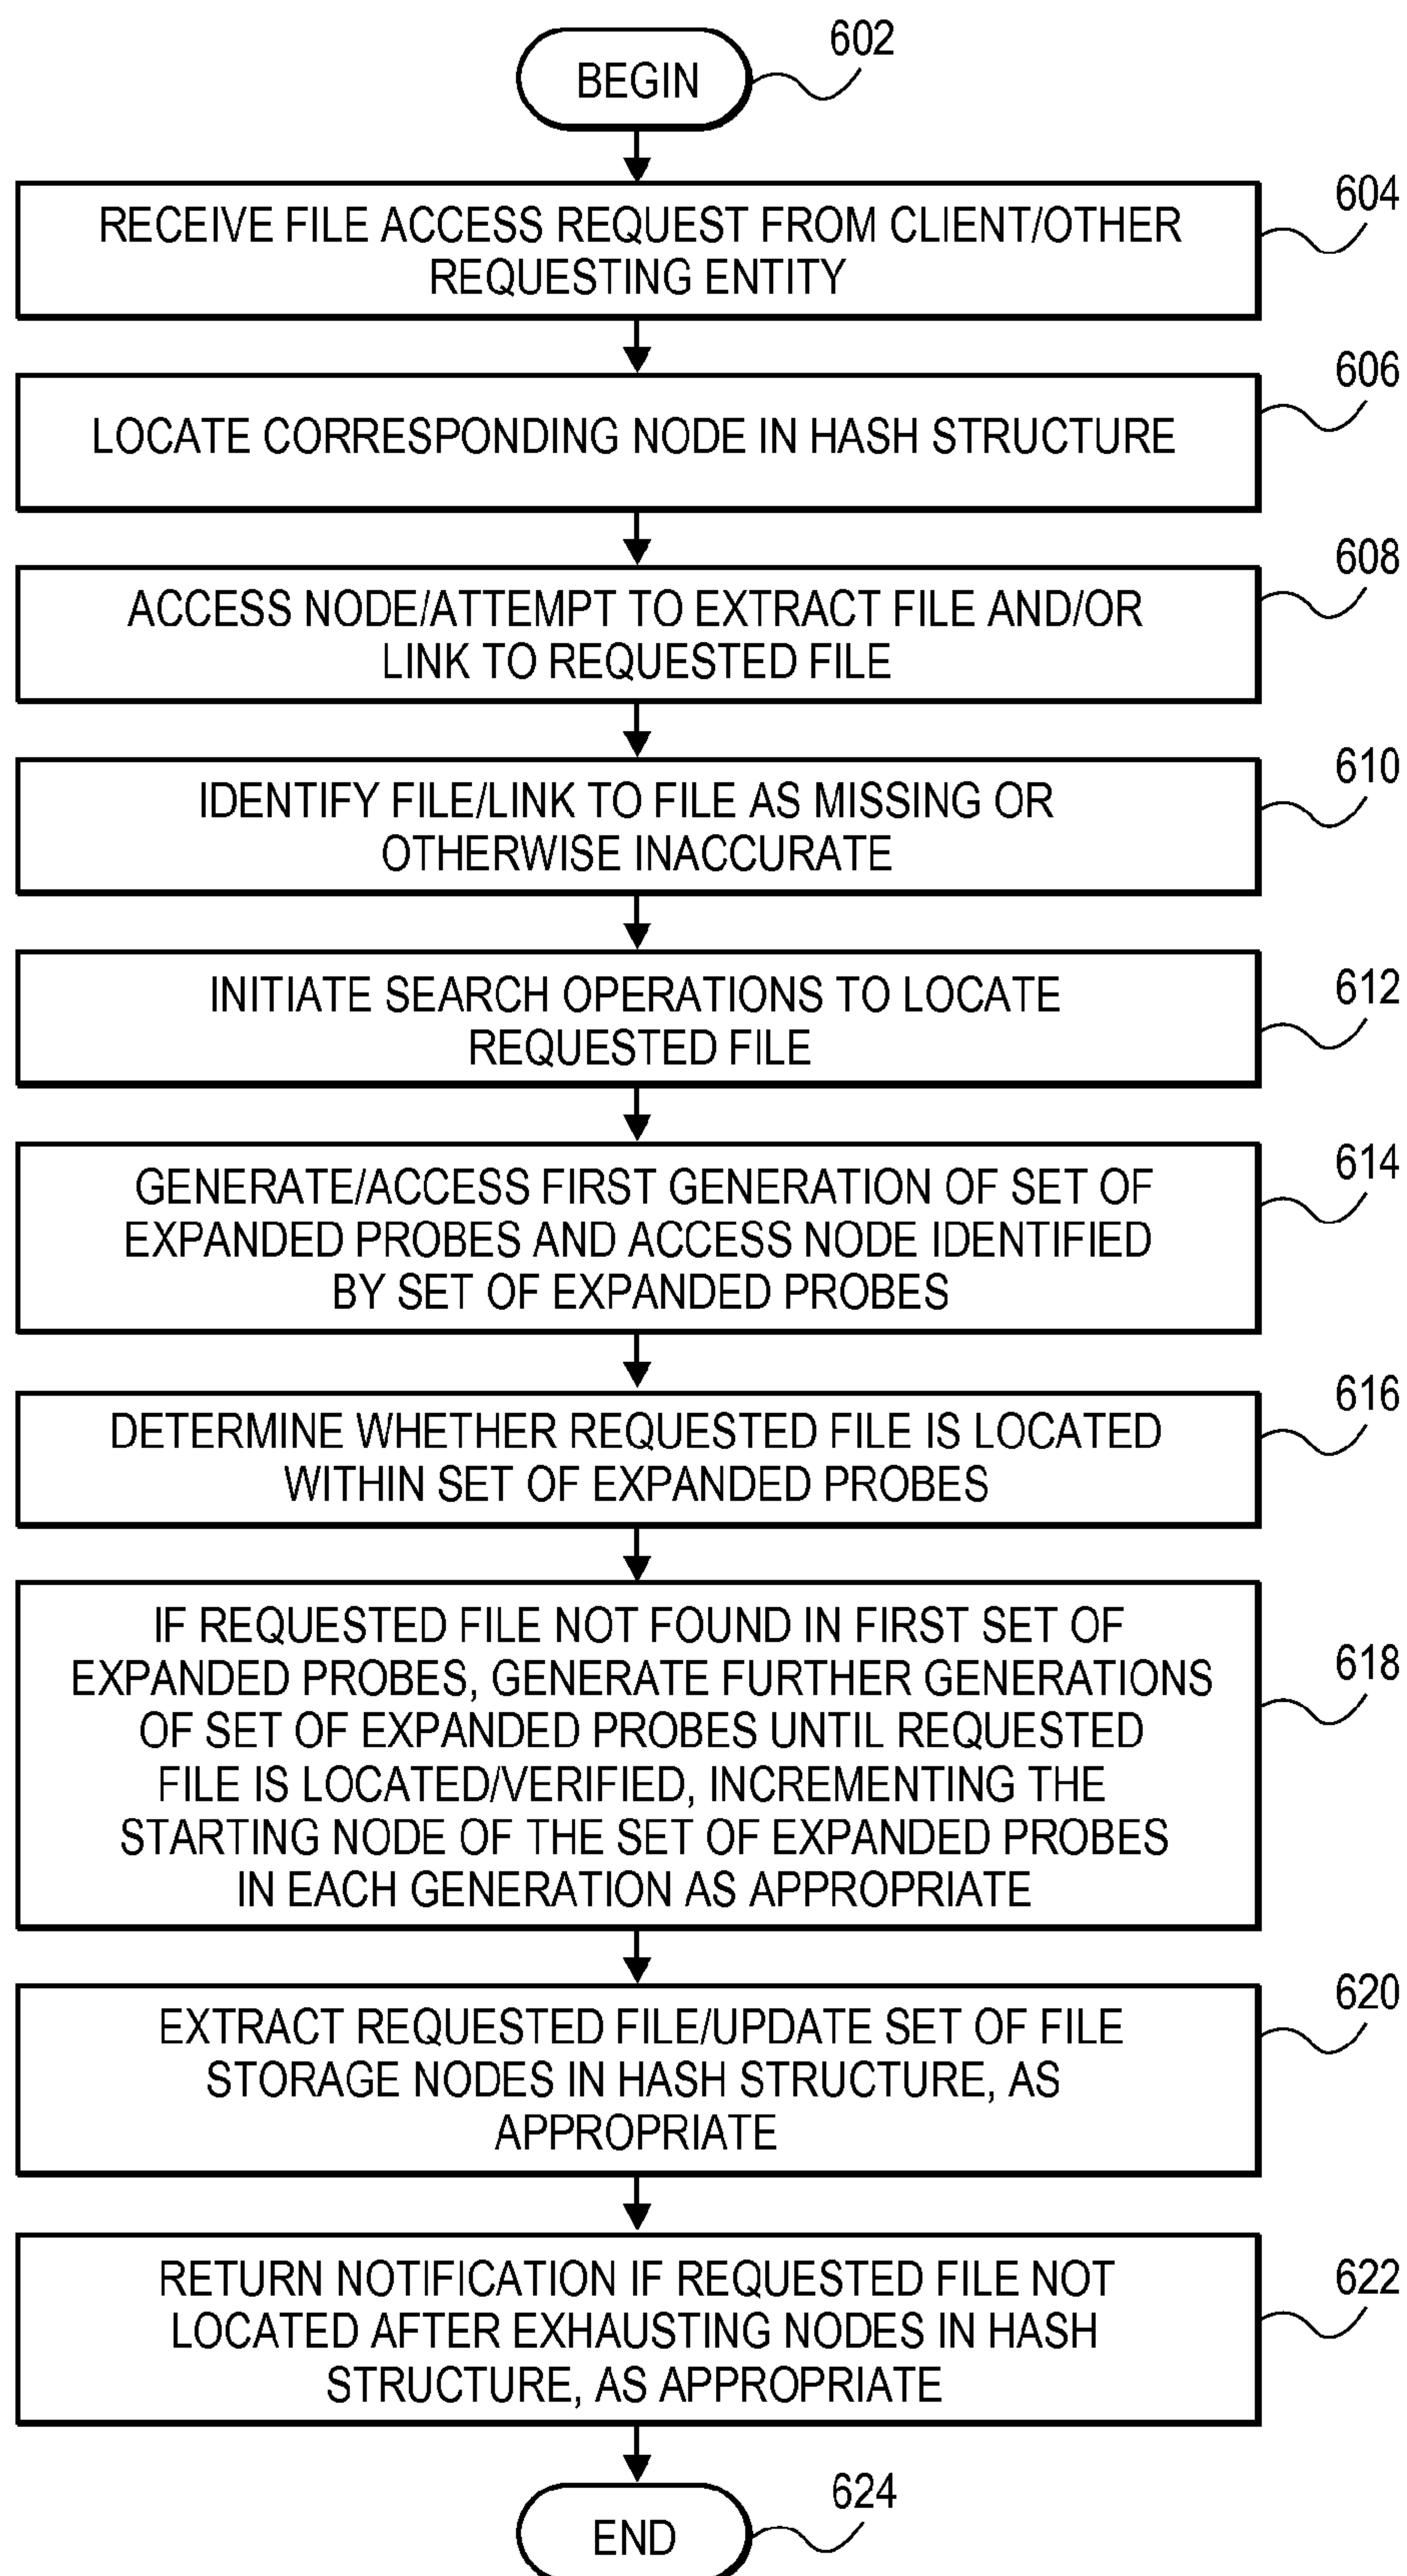 602
BEGIN
604
RECEIVE FILE ACCESS REQUEST FROM CLIENT/OTHER
REQUESTING ENTITY
606
LOCATE CORRESPONDING NODE IN HASH STRUCTURE
608
ACCESS NODE/ATTEMPT TO EXTRACT FILE AND/OR
LINK TO REQUESTED FILE
610
IDENTIFY FILE/LINK TO FILE AS MISSING OR
OTHERWISE INACCURATE
612
INITIATE SEARCH OPERATIONS TO LOCATE
REQUESTED FILE
614
GENERATE/ACCESS FIRST GENERATION OF SET OF
EXPANDED PROBES AND ACCESS NODE IDENTIFIED
BY SET OF EXPANDED PROBES
616
DETERMINE WHETHER REQUESTED FILE IS LOCATED
WITHIN SET OF EXPANDED PROBES
618
IF REQUESTED FILE NOT FOUND IN FIRST SET OF
EXPANDED PROBES, GENERATE FURTHER GENERATIONS
OF SET OF EXPANDED PROBES UNTIL REQUESTED
FILE IS LOCATED/VERIFIED, INCREMENTING THE
STARTING NODE OF THE SET OF EXPANDED PROBES
IN EACH GENERATION AS APPROPRIATE
620
EXTRACT REQUESTED FILE/UPDATE SET OF FILE
STORAGE NODES IN HASH STRUCTURE, AS
APPROPRIATE
622
RETURN NOTIFICATION IF REQUESTED FILE NOT
LOCATED AFTER EXHAUSTING NODES IN HASH
STRUCTURE, AS APPROPRIATE
624
END